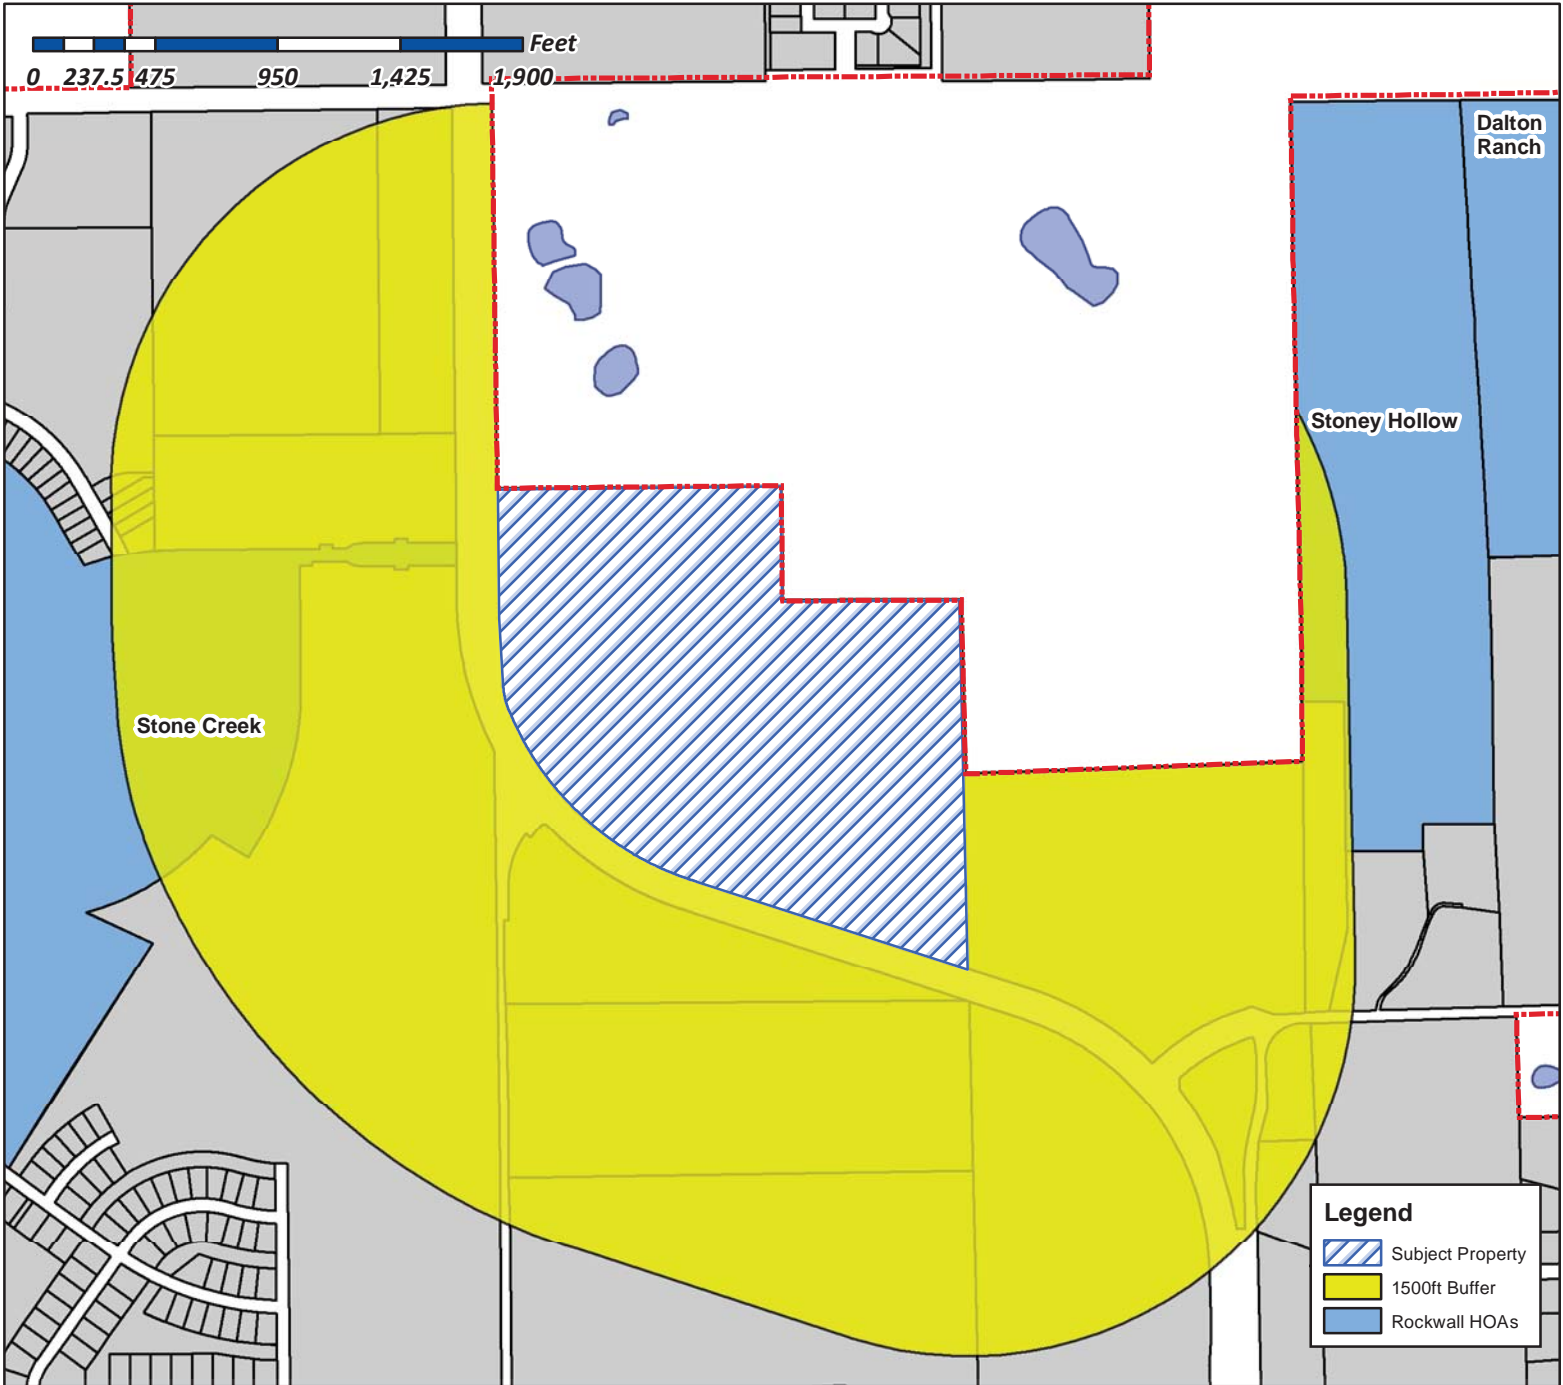 Feet
0 237.5 475 950 1,425 1,900
Dalton
Ranch
Stoney Hollow
Stone Creek
Legend
Subject Property
1500ft Buffer
Rockwall HOAs